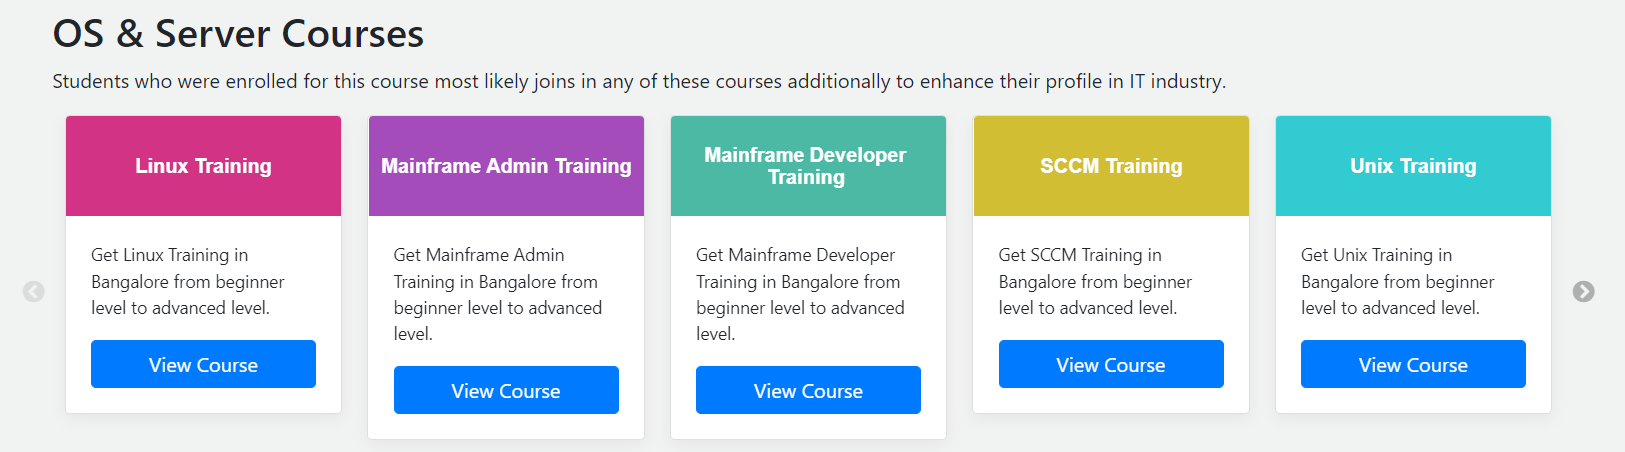 OS & Server Courses
Students who were enrolled for this course most likely joins in any of these courses additionally to enhance their profile in IT industry.
Linux Training
Get Linux Training in
Bangalore from beginner
level to advanced level.
View Course
Mainframe Admin Training
Get Mainframe Admin
Training in Bangalore from
beginner level to advanced
level.
View Course
Mainframe Developer
Training
Get Mainframe Developer
Training in Bangalore from
beginner level to advanced
level.
View Course
SCCM Training
Get SCCM Training in
Bangalore from beginner
level to advanced level.
View Course
Unix Training
Get Unix Training in
Bangalore from beginner
level to advanced level.
View Course